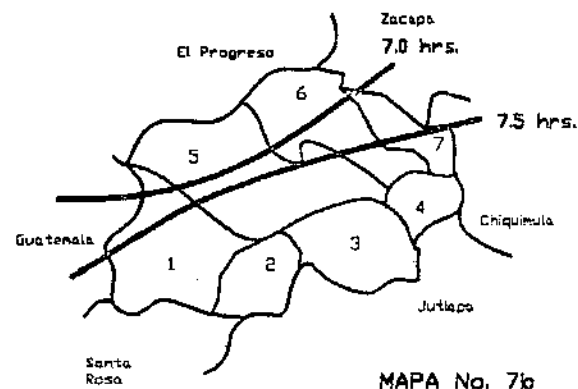 Zacapa
7.0 hrs.
El Progreso
6
7.5 hrs.
5
7
4
Chiquimula
Guatemala
1
2
3
Jutiapa
Santa
Rosa
MAPA No. 7b